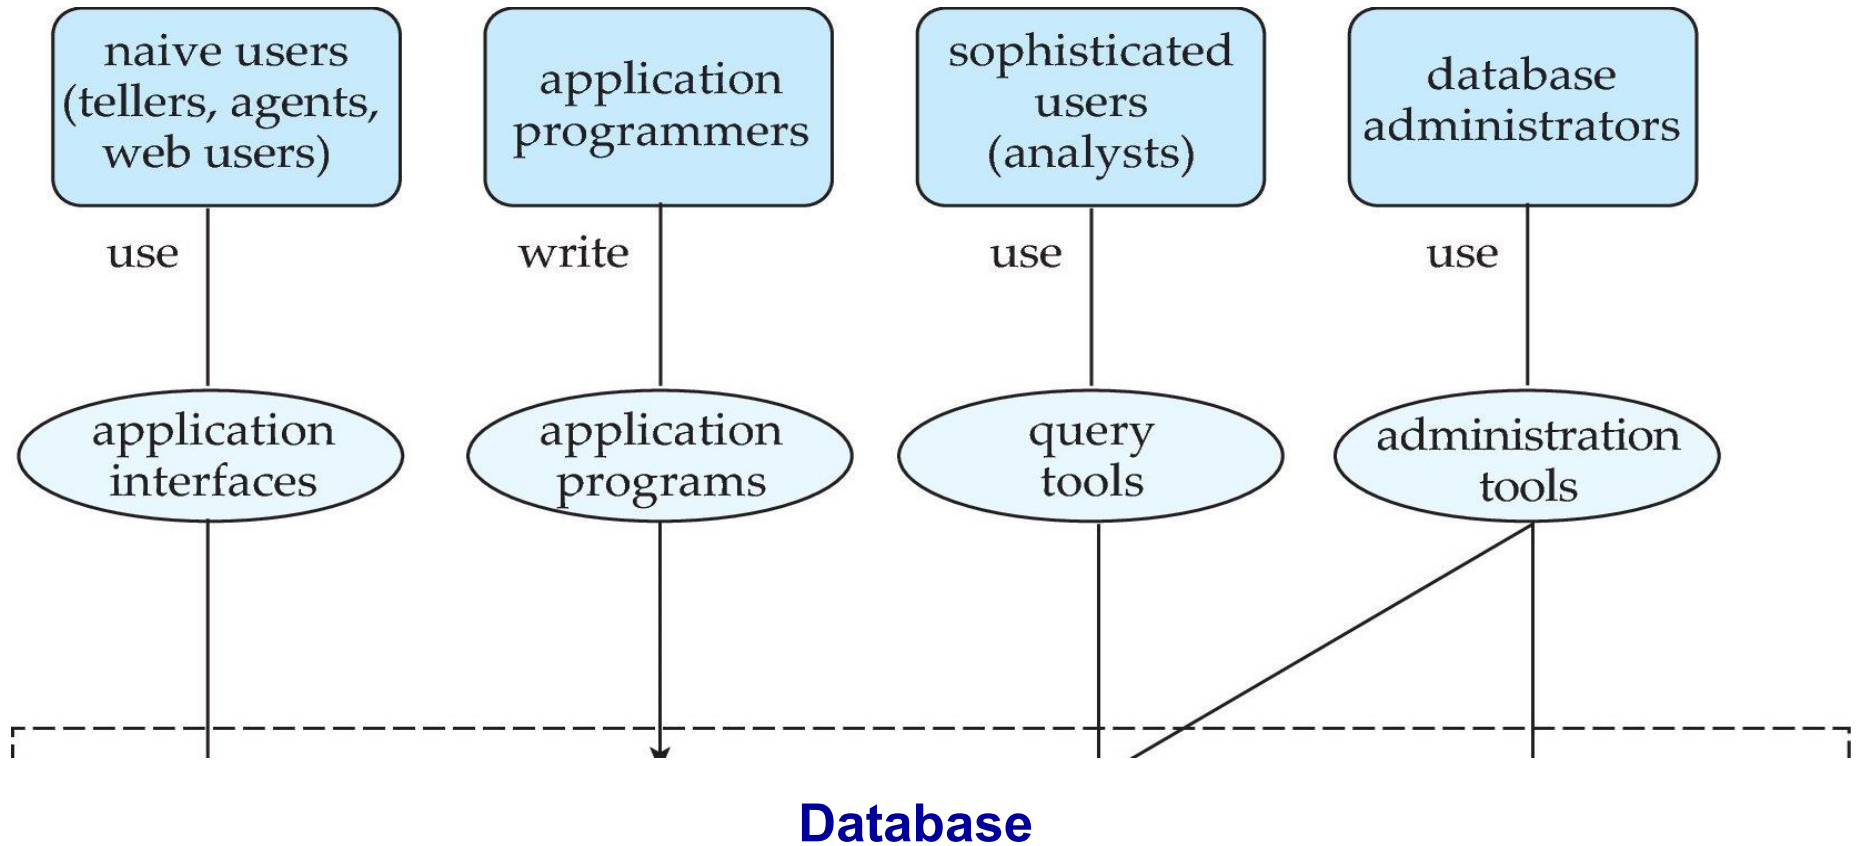 naive users
(tellers, agents,
web users)
application
programmers
sophisticated
users
(analysts)
database
administrators
use
write
use
use
application
interfaces
application
programs
query
tools
administration
tools
Database